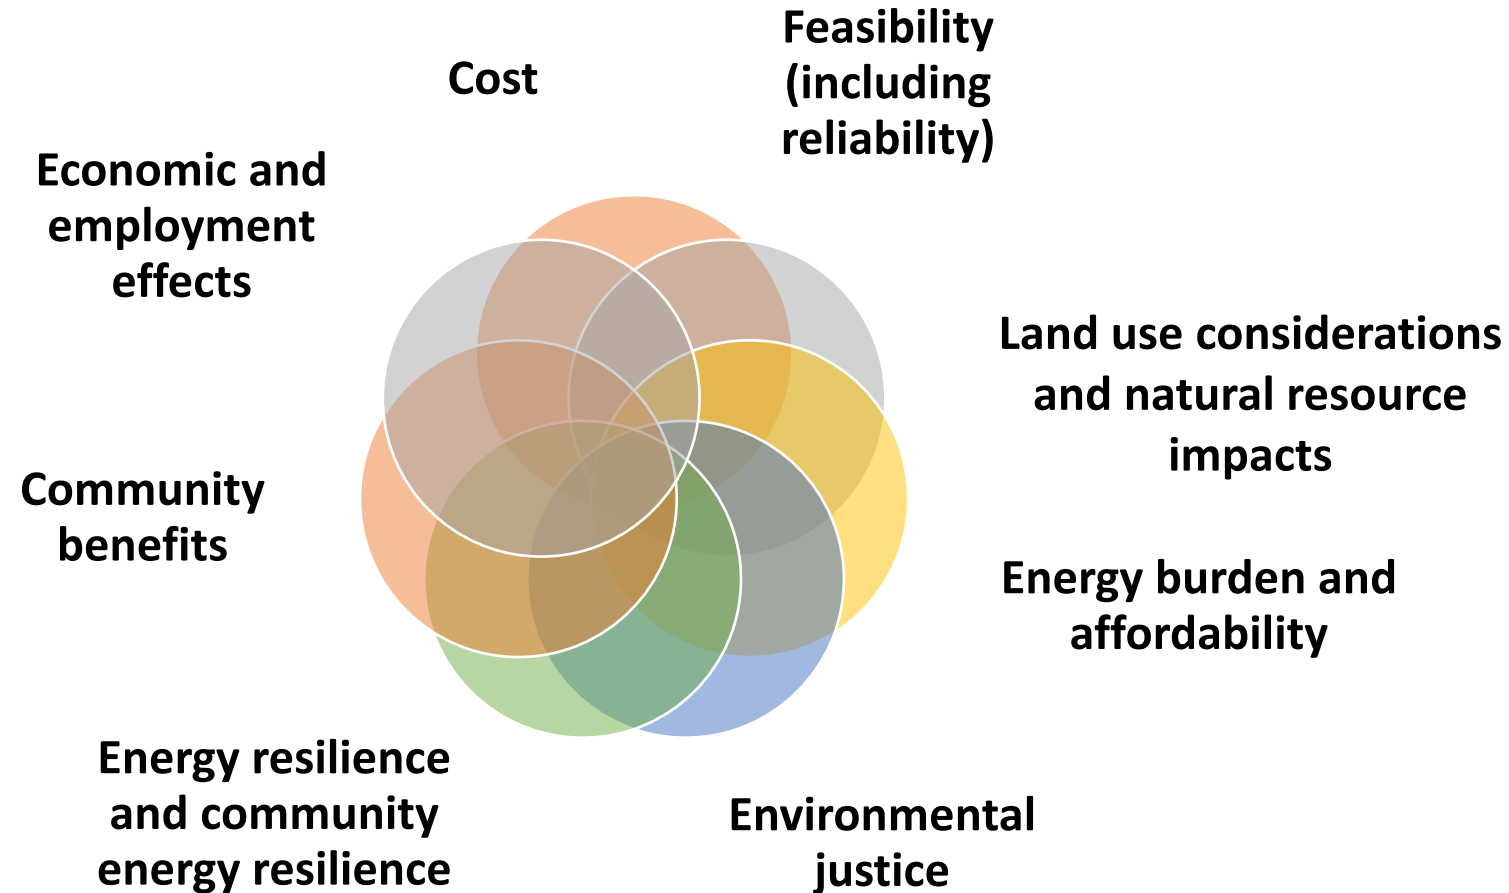 Feasibility
(including
reliability)
Cost
Economic and
employment
effects
Land use considerations
and natural resource
impacts
Community
benefits
Energy burden and
affordability
Energy resilience
and community
energy resilience
Environmental
justice